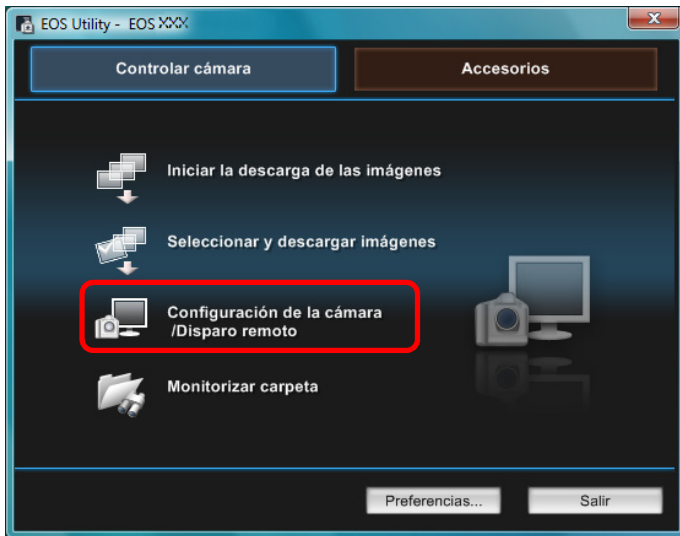 EOS Utility - EOS XXX
Controlar cámara
Accesorios
Iniciar la descarga de las imágenes
Seleccionar y descargar imágenes
Configuración de la cámara
/Disparo remoto
Monitorizar carpeta
Preferencias...
Salir